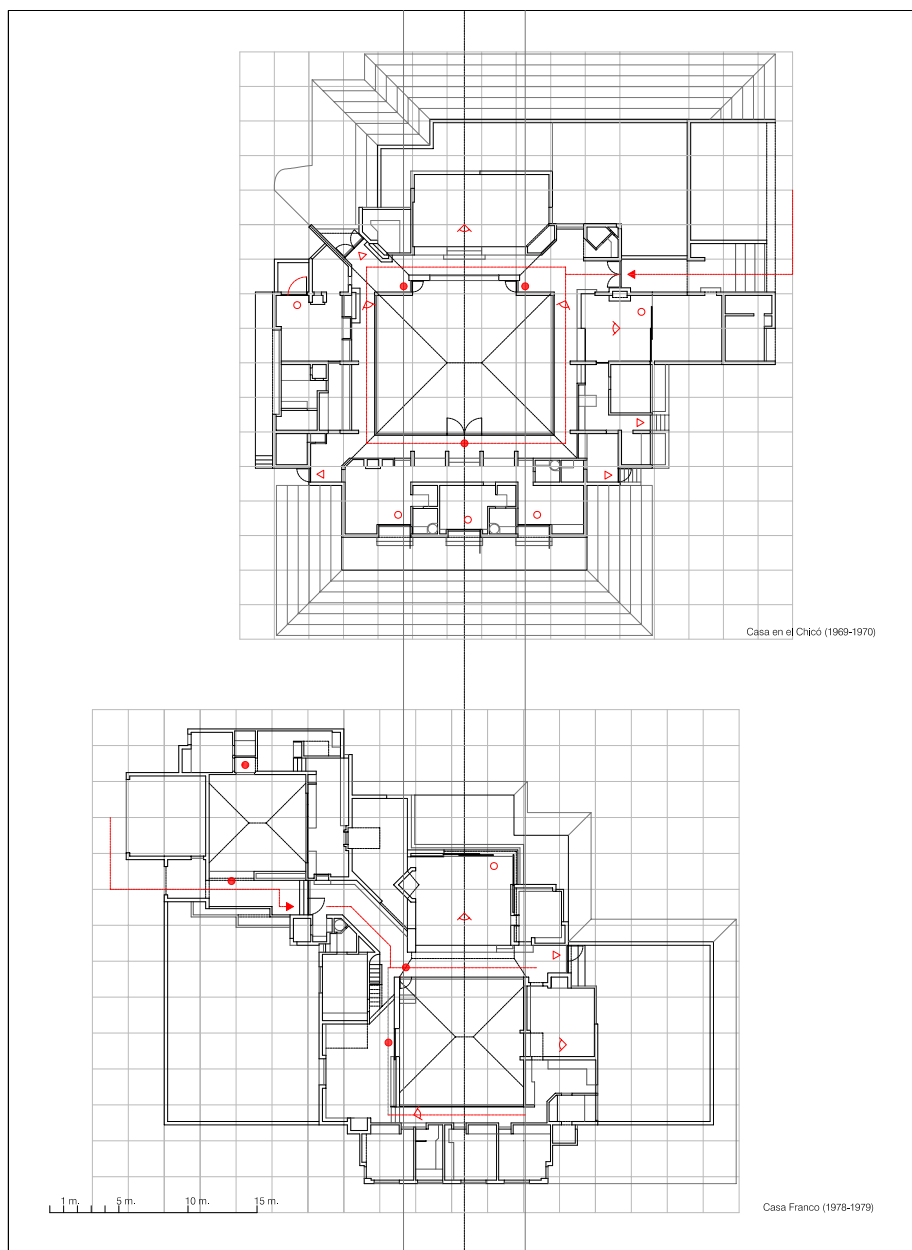 Casa en el Chicó (1969-1970)
1 m. 5 m. 10 m. 15 m.
Casa Franco (1978-1979)